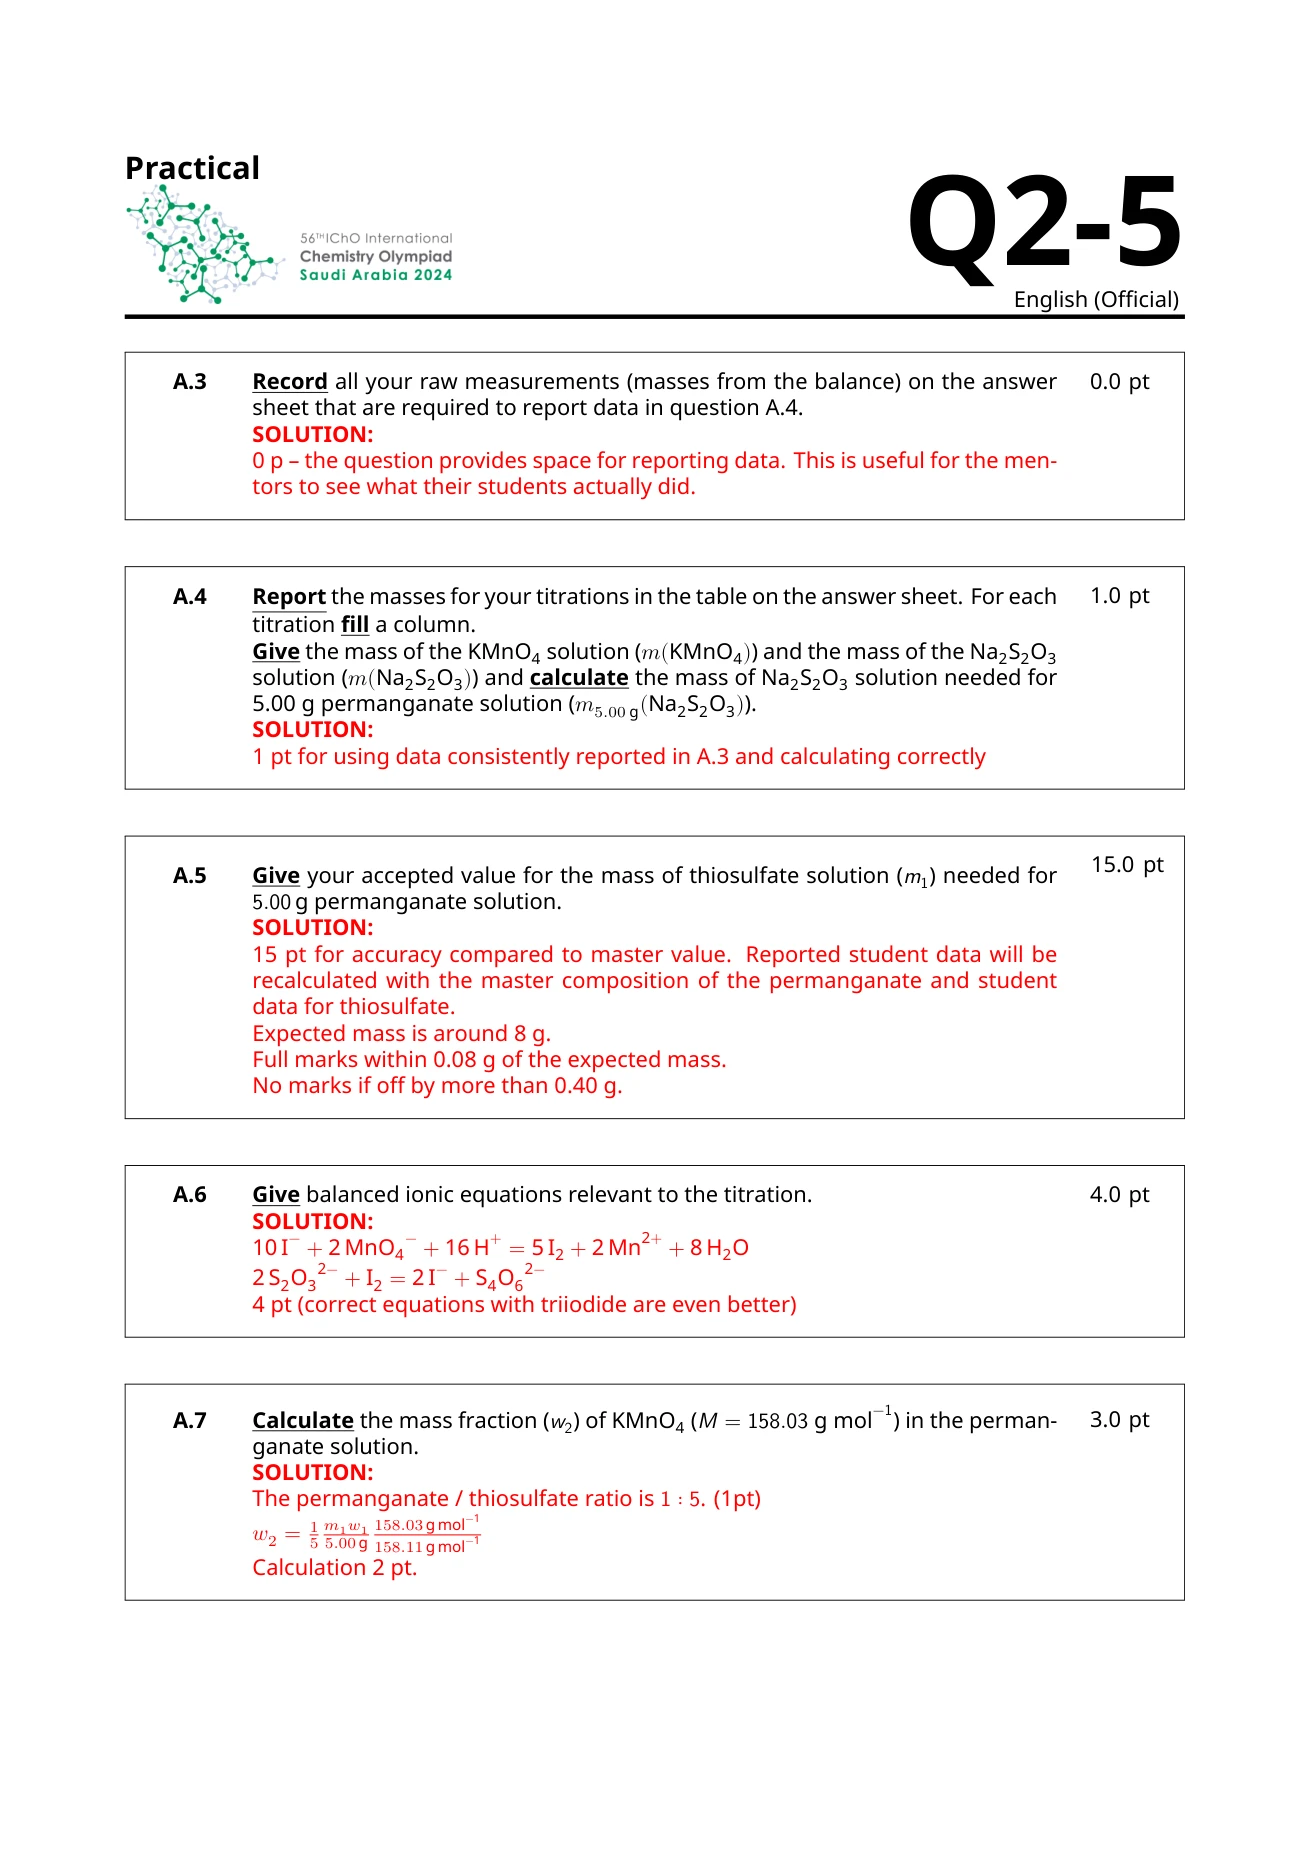 Practical
56ᵀᴴIChO International
Chemistry Olympiad
Saudi Arabia 2024
Q2-5
English (Official)
A.3 Record all your raw measurements (masses from the balance) on the answer 0.0 pt
sheet that are required to report data in question A.4.
SOLUTION:
0 p – the question provides space for reporting data. This is useful for the men-
tors to see what their students actually did.
A.4 Report the masses for your titrations in the table on the answer sheet. For each 1.0 pt
titration fill a column.
Give the mass of the KMnO₄ solution (m(KMnO₄)) and the mass of the Na₂S₂O₃
solution (m(Na₂S₂O₃)) and calculate the mass of Na₂S₂O₃ solution needed for
5.00 g permanganate solution (m₅.₀₀ g(Na₂S₂O₃)).
SOLUTION:
1 pt for using data consistently reported in A.3 and calculating correctly
A.5 Give your accepted value for the mass of thiosulfate solution (m₁) needed for 15.0 pt
5.00 g permanganate solution.
SOLUTION:
15 pt for accuracy compared to master value. Reported student data will be
recalculated with the master composition of the permanganate and student
data for thiosulfate.
Expected mass is around 8 g.
Full marks within 0.08 g of the expected mass.
No marks if off by more than 0.40 g.
A.6 Give balanced ionic equations relevant to the titration. 4.0 pt
SOLUTION:
10 I⁻ + 2 MnO₄⁻ + 16 H⁺ = 5 I₂ + 2 Mn²⁺ + 8 H₂O
2 S₂O₃²⁻ + I₂ = 2 I⁻ + S₄O₆²⁻
4 pt (correct equations with triiodide are even better)
A.7 Calculate the mass fraction (w₂) of KMnO₄ (M = 158.03 g mol⁻¹) in the perman- 3.0 pt
ganate solution.
SOLUTION:
The permanganate / thiosulfate ratio is 1 : 5. (1pt)
w₂ = 1/5 m₁w₁/5.00 g 158.03 g mol⁻¹/158.11 g mol⁻¹
Calculation 2 pt.